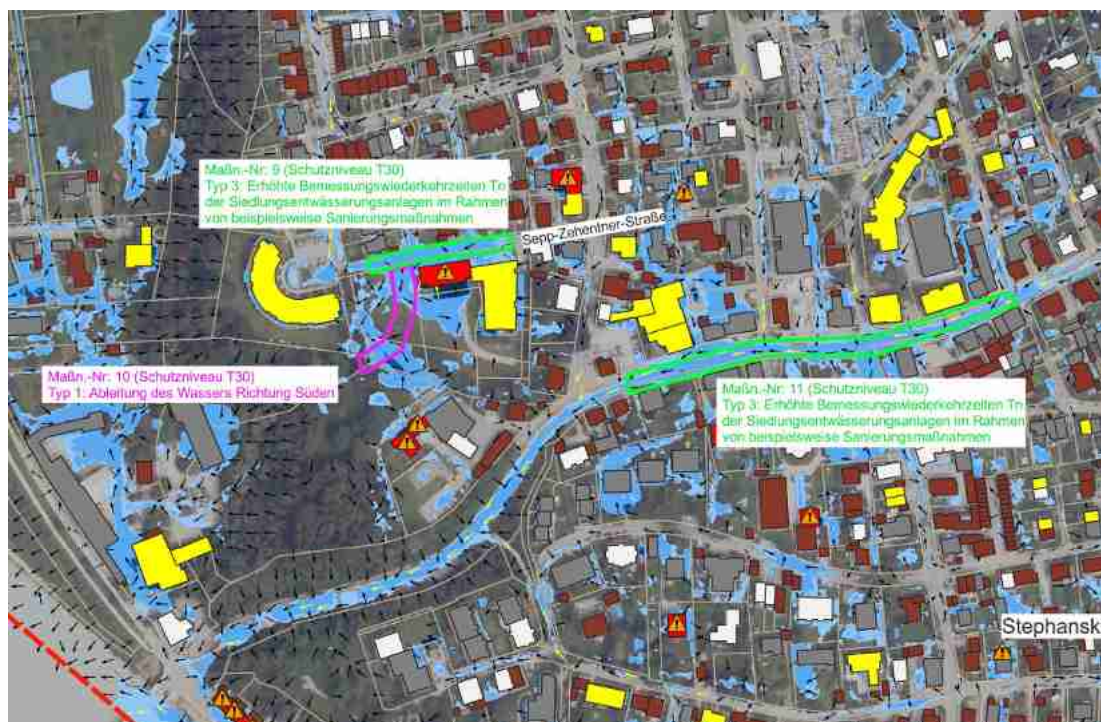 Maßn.-Nr: 9 (Schutzniveau T30)
Typ 3: Erhöhte Bemessungswiederkehrzeiten Tn
der Siedlungsentwässerungsanlagen im Rahmen
von beispielsweise Sanierungsmaßnahmen
Sepp-Zehentner-Straße
Maßn.-Nr: 10 (Schutzniveau T30)
Typ 1: Ableitung des Wassers Richtung Süden
Maßn.-Nr: 11 (Schutzniveau T30)
Typ 3: Erhöhte Bemessungswiederkehrzeiten Tn
der Siedlungsentwässerungsanlagen im Rahmen
von beispielsweise Sanierungsmaßnahmen
Stephansk